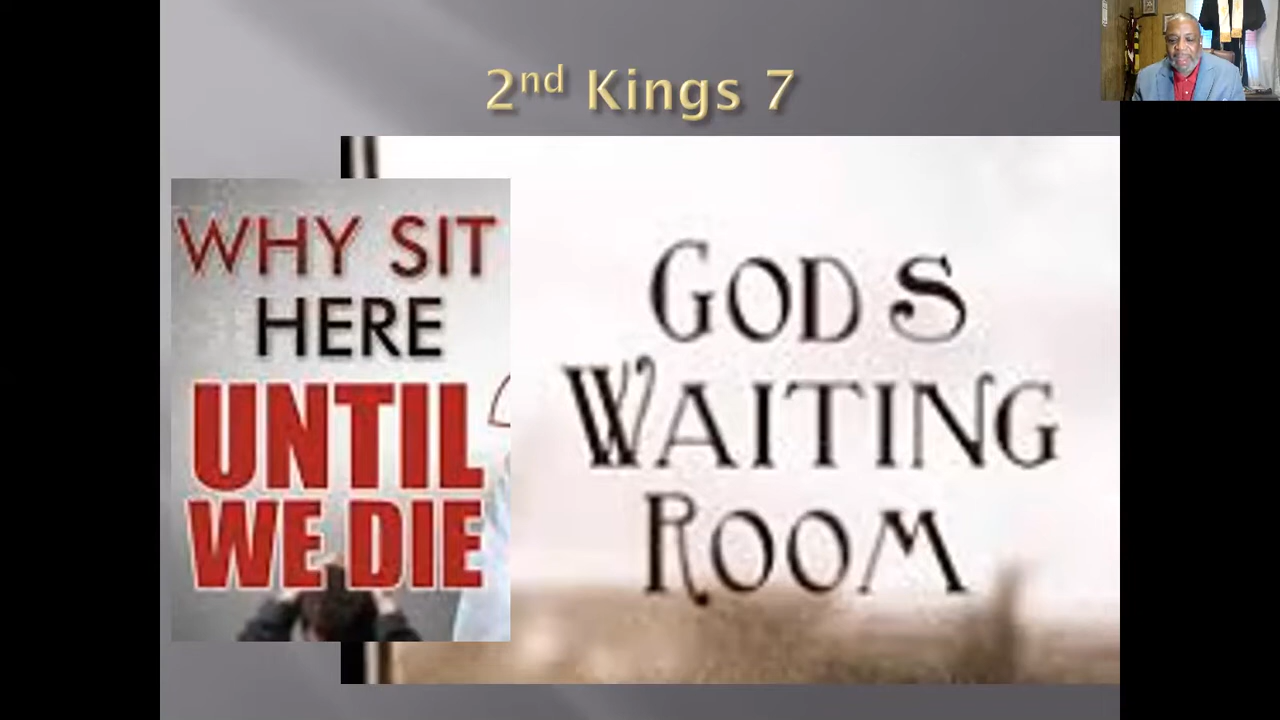 2nd Kings 7
WHY SIT
HERE
UNTIL
WE DIE
GOD S
WAITING
ROOM